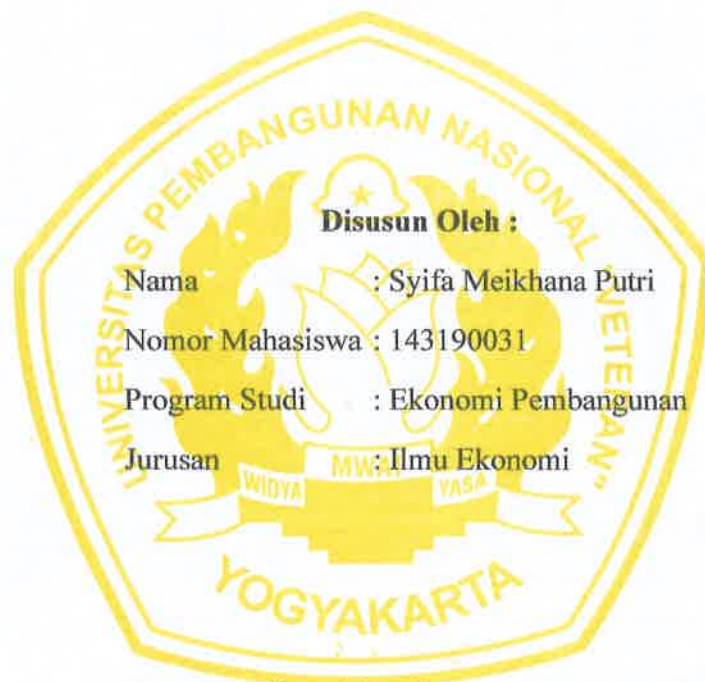 UNIVERSITAS PEMBANGUNAN NASIONAL "VETERAN"
Disusun Oleh :
Nama : Syifa Meikhana Putri
Nomor Mahasiswa : 143190031
Program Studi : Ekonomi Pembangunan
Jurusan : Ilmu Ekonomi
WIDYA MWAT YASA
YOGYAKARTA